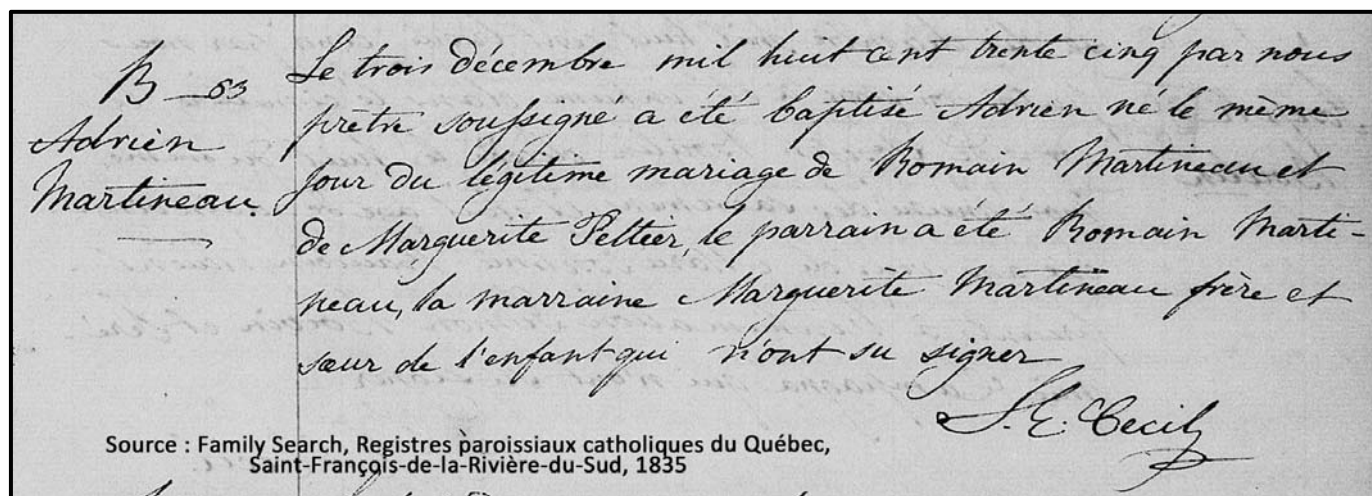 B_63
Adrien
Martineau.
Le trois décembre mil huit cent trente cinq par nous
prêtre soussigné a été baptisé Adrien né le même
jour du légitime mariage de Romain Martineau et
de Marguerite Peltier, le parrain a été Romain Marti-
neau, la marraine Marguerite Martineau frère et
sœur de l'enfant qui n'ont su signer
Cecil
Source : Family Search, Registres paroissiaux catholiques du Québec,
Saint-François-de-la-Rivière-du-Sud, 1835